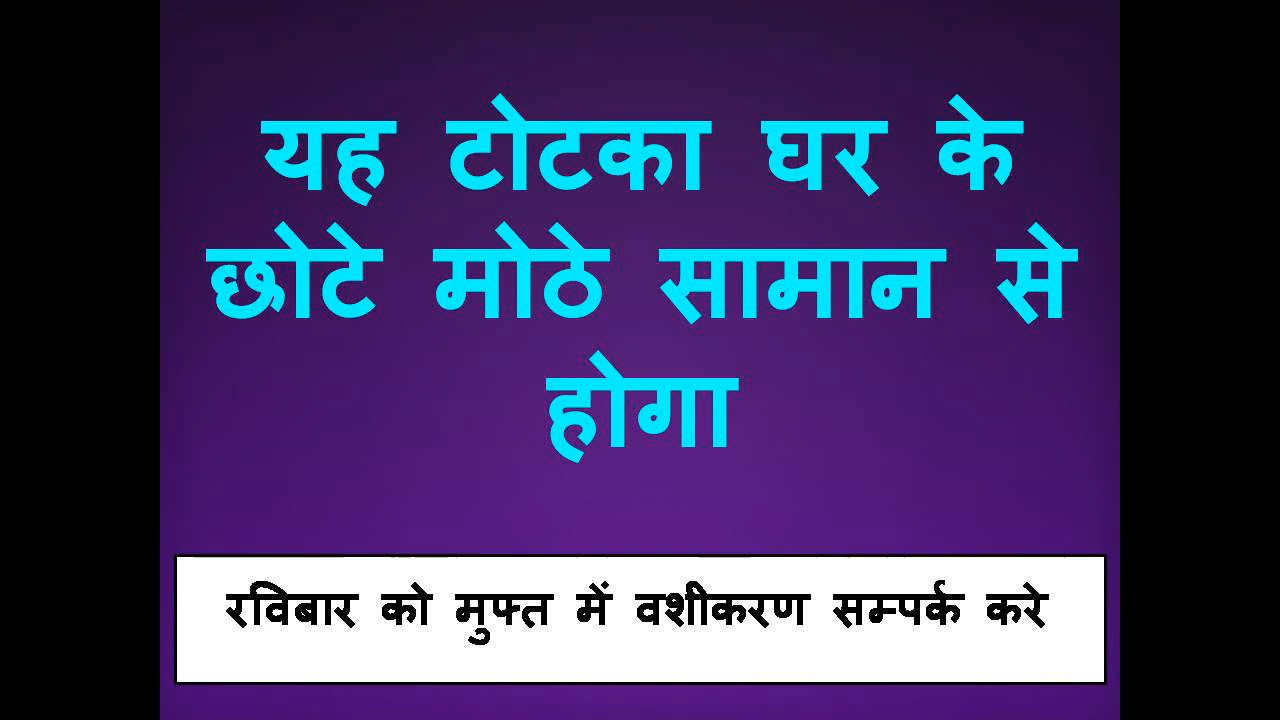 यह टोटका घर के
छोटे मोठे सामान से
होगा
रविबार को मुफ्त में वशीकरण सम्पर्क करे